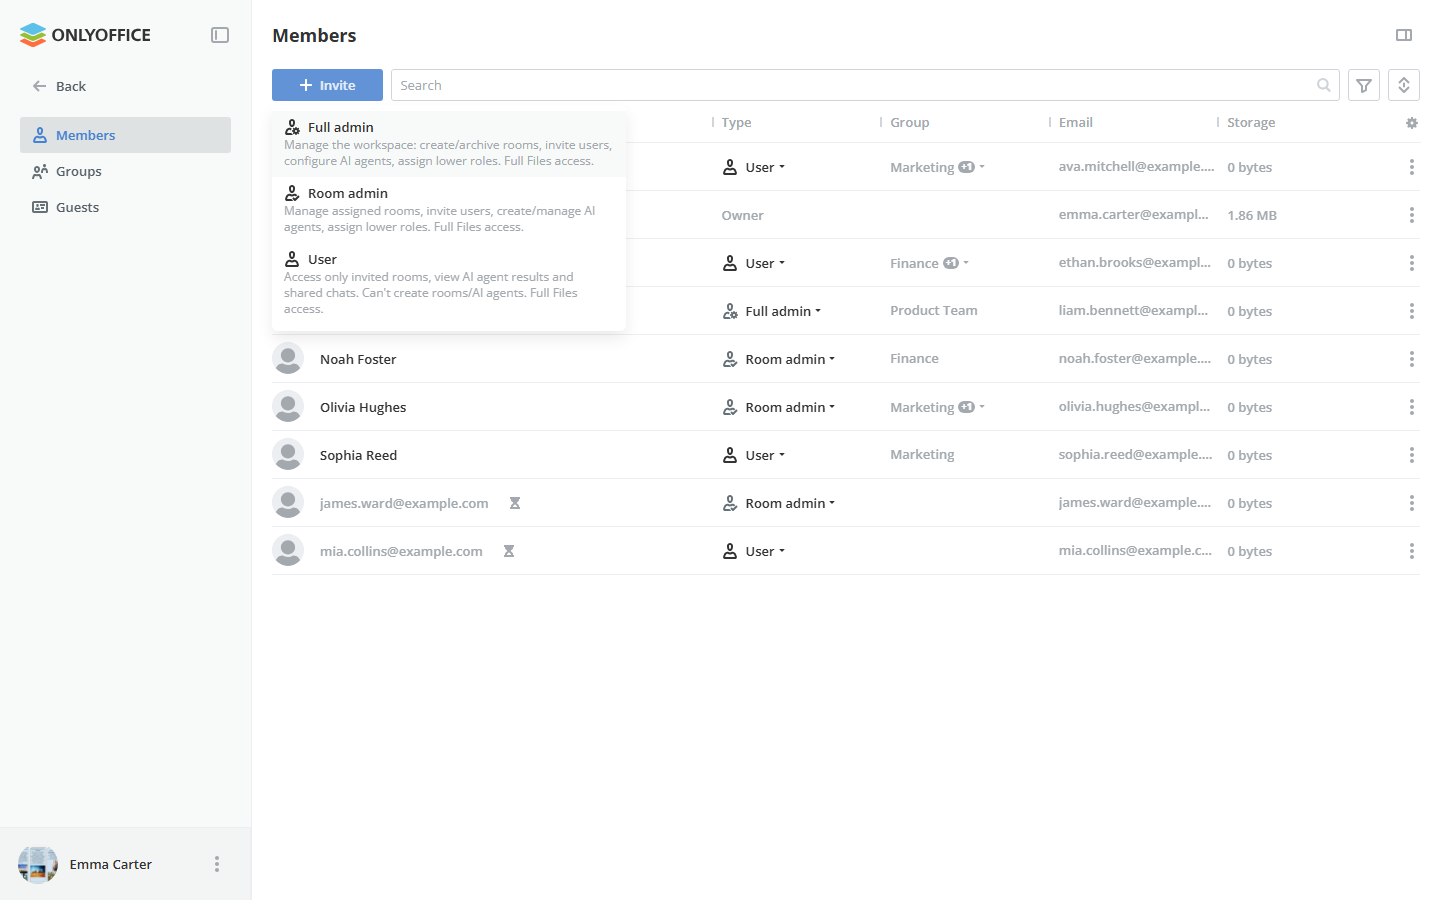 ONLYOFFICE
Back
Members
Groups
Guests
Emma Carter
Members
Invite
Search
Full admin
Manage the workspace: create/archive rooms, invite users,
configure AI agents, assign lower roles. Full Files access.
Room admin
Manage assigned rooms, invite users, create/manage AI
agents, assign lower roles. Full Files access.
User
Access only invited rooms, view AI agent results and
shared chats. Can't create rooms/AI agents. Full Files
access.
Type Group Email Storage
User Marketing +1 ava.mitchell@example....
Owner emma.carter@exampl... 1.86 MB
User Finance +1 ethan.brooks@exampl... 0 bytes
Full admin Product Team liam.bennett@exampl... 0 bytes
Noah Foster Room admin Finance noah.foster@example.... 0 bytes
Olivia Hughes Room admin Marketing +1 olivia.hughes@exampl... 0 bytes
Sophia Reed User Marketing sophia.reed@example.... 0 bytes
james.ward@example.com Room admin james.ward@example.... 0 bytes
mia.collins@example.com User mia.collins@example.c... 0 bytes